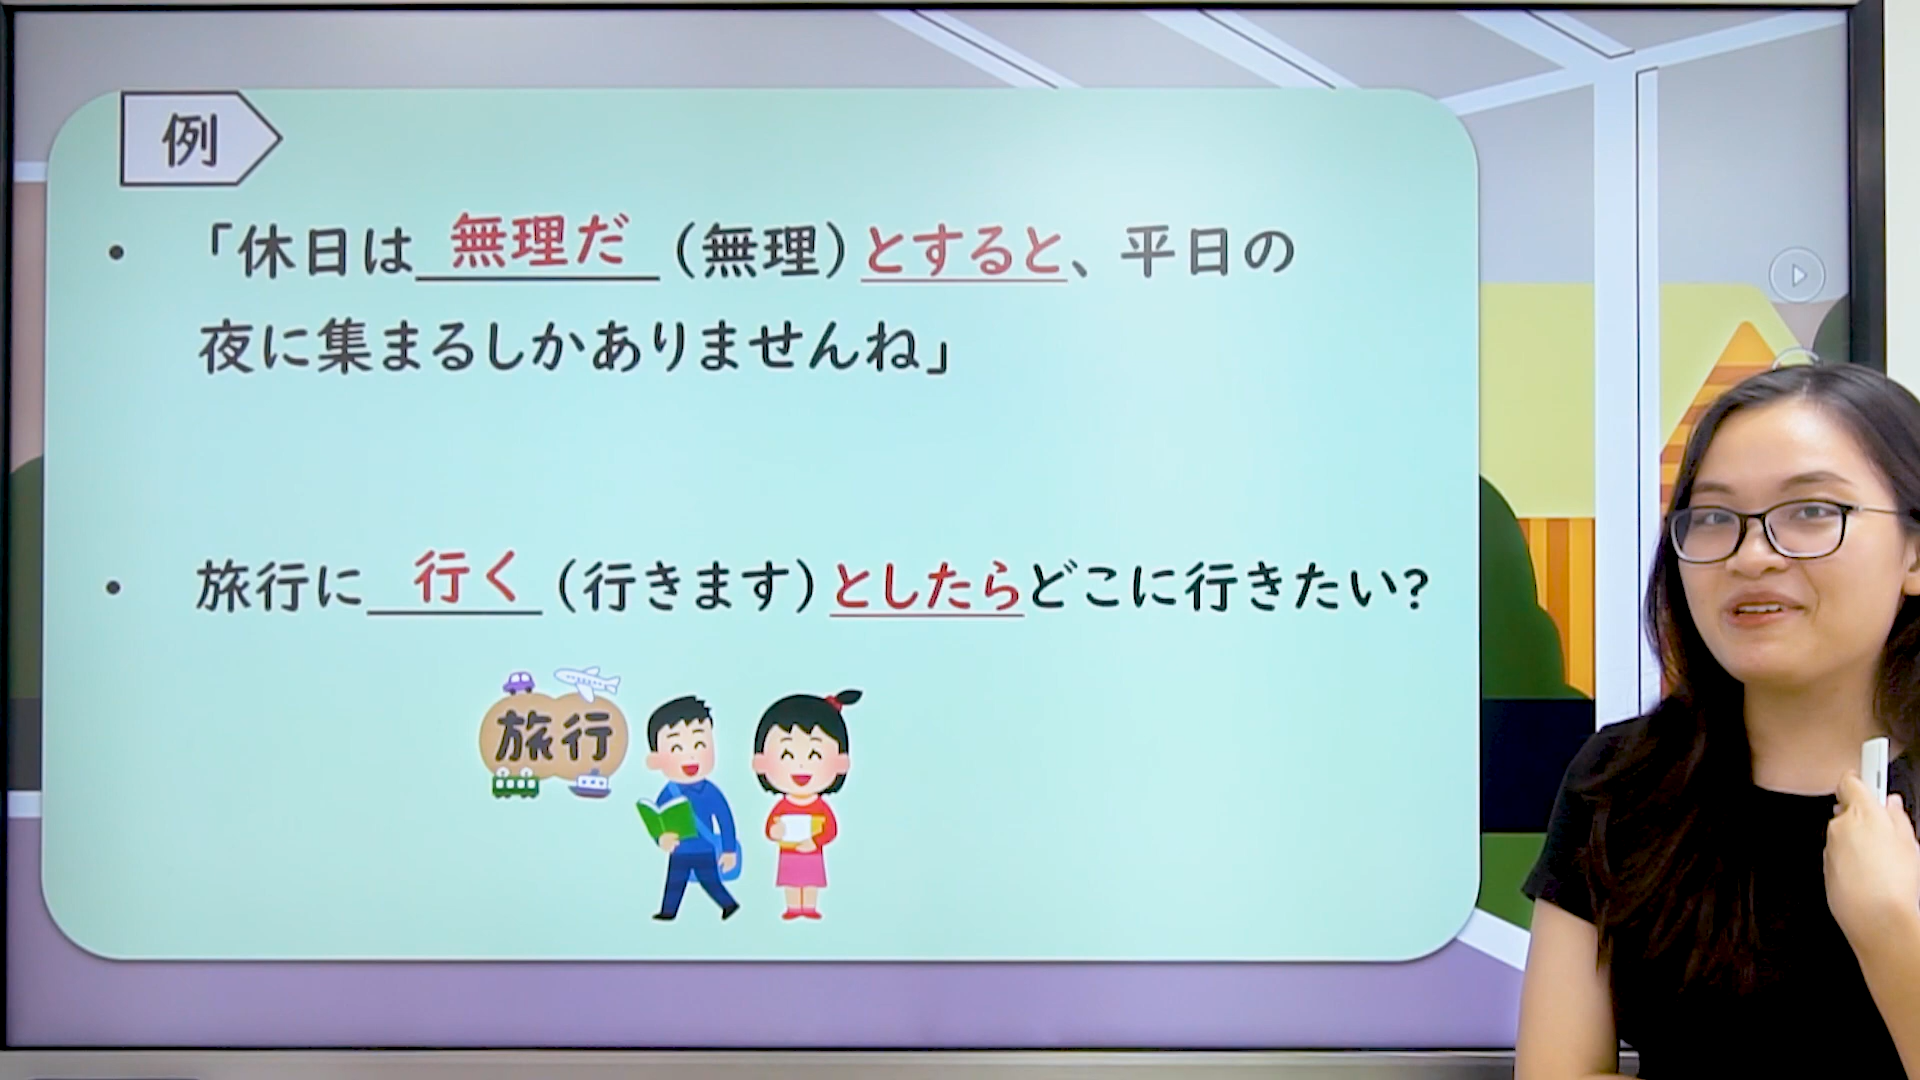 例
• 「休日は 無理だ (無理)とすると、平日の
夜に集まるしかありませんね」
• 旅行に 行く (行きます)としたらどこに行きたい?
旅行